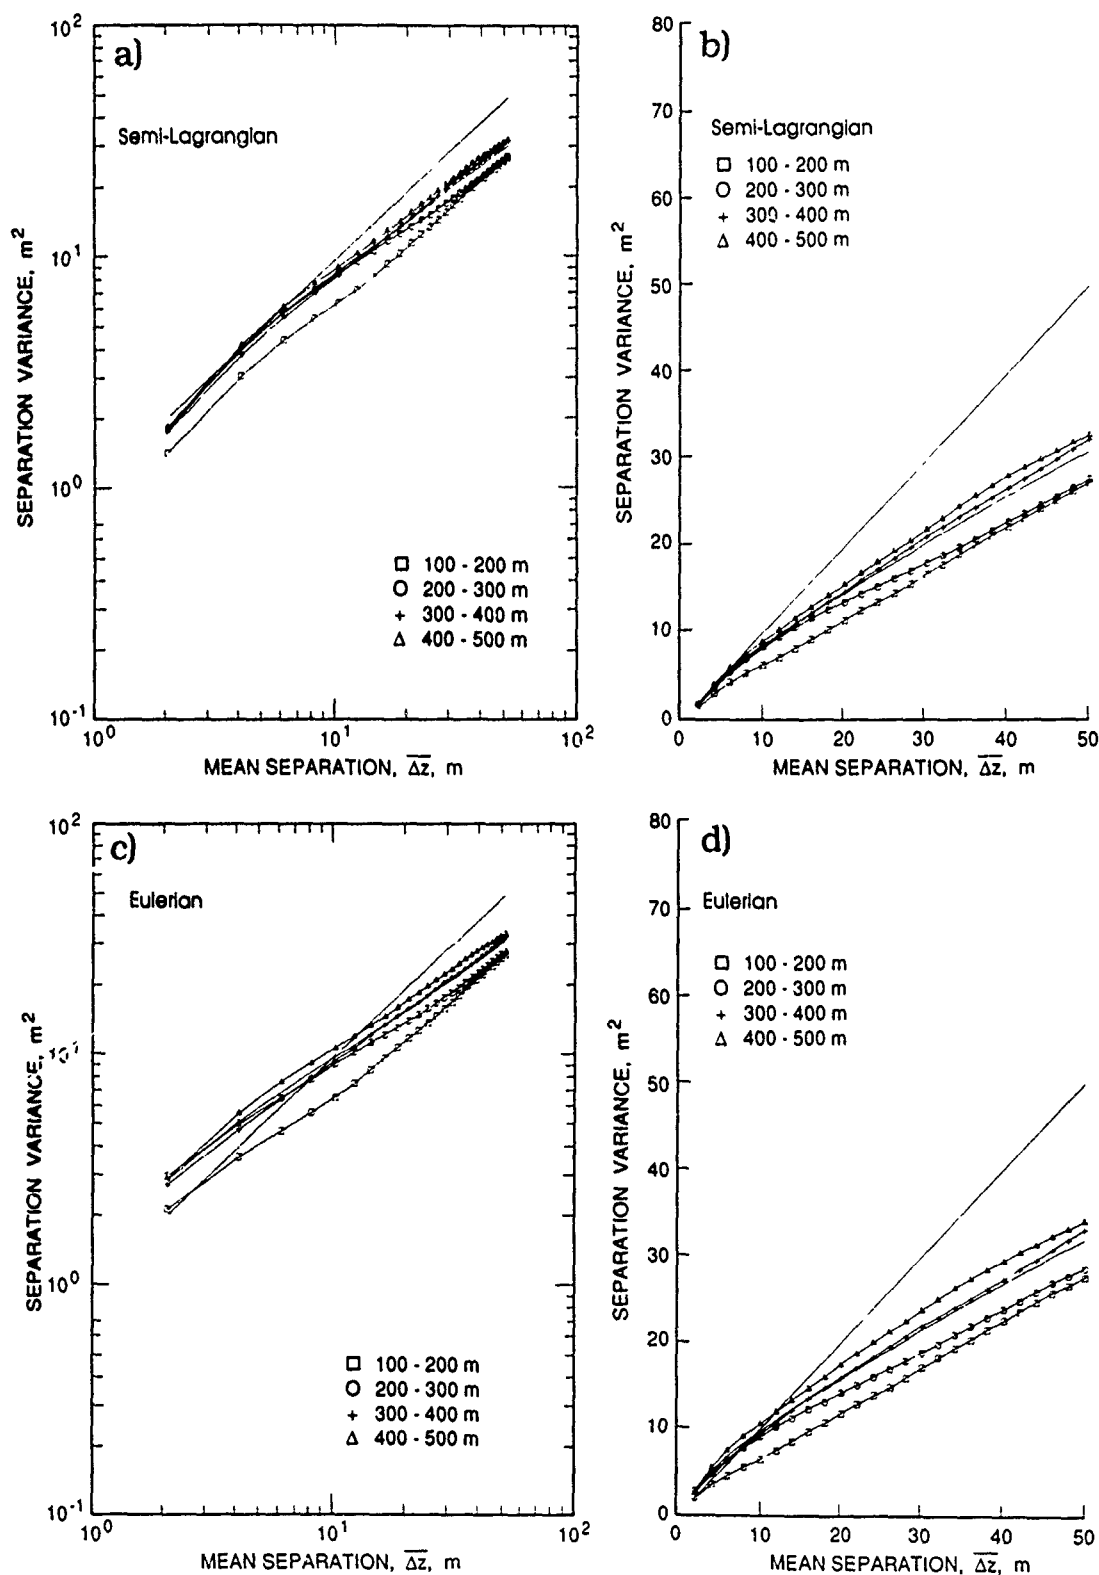 a)
Semi-Lagrangian
10²
10¹
10⁰
10⁻¹
SEPARATION VARIANCE, m²
□ 100 - 200 m
○ 200 - 300 m
+ 300 - 400 m
△ 400 - 500 m
10⁰
10¹
10²
MEAN SEPARATION, Δz, m
b)
Semi-Lagrangian
□ 100 - 200 m
○ 200 - 300 m
+ 300 - 400 m
△ 400 - 500 m
80
70
60
50
40
30
20
10
0
SEPARATION VARIANCE, m²
0
10
20
30
40
50
MEAN SEPARATION, Δz, m
c)
Eulerian
10²
10¹
10⁰
10⁻¹
SEPARATION VARIANCE, m²
□ 100 - 200 m
○ 200 - 300 m
+ 300 - 400 m
△ 400 - 500 m
10⁰
10¹
10²
MEAN SEPARATION, Δz, m
d)
Eulerian
□ 100 - 200 m
○ 200 - 300 m
+ 300 - 400 m
△ 400 - 500 m
80
70
60
50
40
30
20
10
0
SEPARATION VARIANCE, m²
0
10
20
30
40
50
MEAN SEPARATION, Δz, m